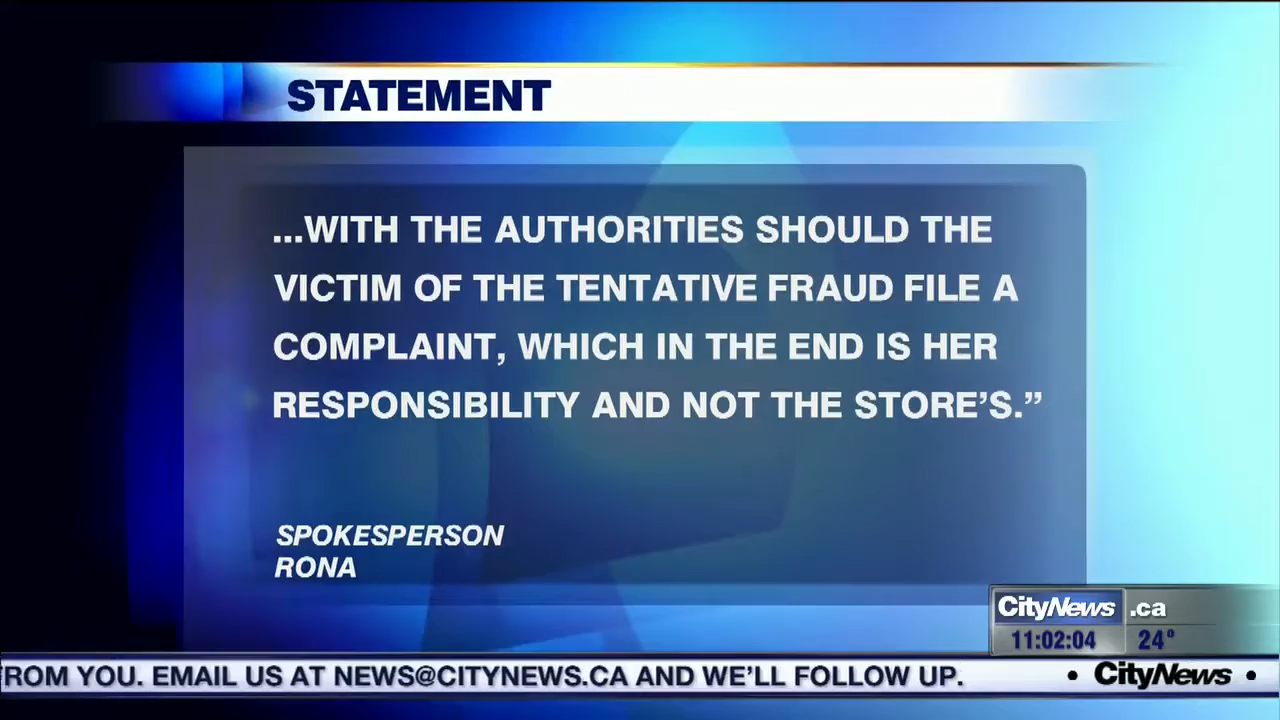 STATEMENT
...WITH THE AUTHORITIES SHOULD THE
VICTIM OF THE TENTATIVE FRAUD FILE A
COMPLAINT, WHICH IN THE END IS HER
RESPONSIBILITY AND NOT THE STORE'S.”
SPOKESPERSON
RONA
CityNews .ca
11:02:04 24°
ROM YOU. EMAIL US AT NEWS@CITYNEWS.CA AND WE'LL FOLLOW UP. • CityNews •